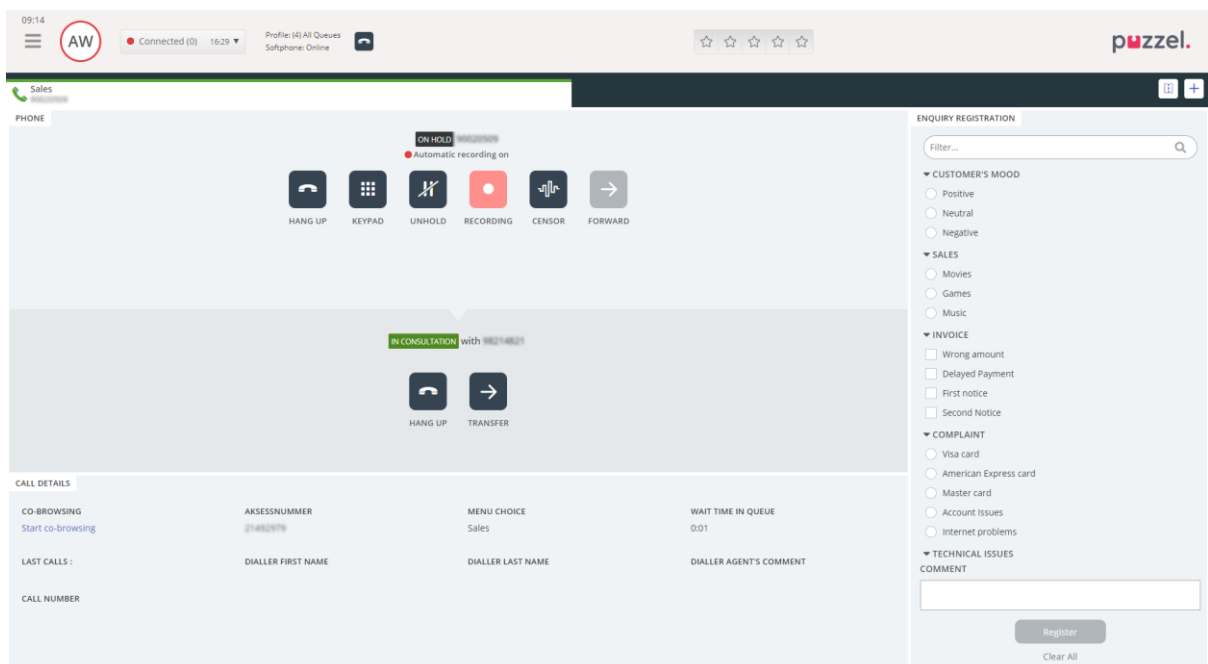 09:14
AW
Connected (0) 16:29
Profile: (4) All Queues
Softphone: Online
puzzel.
Sales
PHONE
ON HOLD
Automatic recording on
HANG UP KEYPAD UNHOLD RECORDING CENSOR FORWARD
IN CONSULTATION with
HANG UP TRANSFER
CALL DETAILS
CO-BROWSING AKSESSNUMMER MENU CHOICE WAIT TIME IN QUEUE
Start co-browsing Sales 0:01
LAST CALLS : DIALLER FIRST NAME DIALLER LAST NAME DIALLER AGENT'S COMMENT
CALL NUMBER
ENQUIRY REGISTRATION
Filter...
CUSTOMER'S MOOD
Positive
Neutral
Negative
SALES
Movies
Games
Music
INVOICE
Wrong amount
Delayed Payment
First notice
Second Notice
COMPLAINT
Visa card
American Express card
Master card
Account Issues
Internet problems
TECHNICAL ISSUES
COMMENT
Register
Clear All